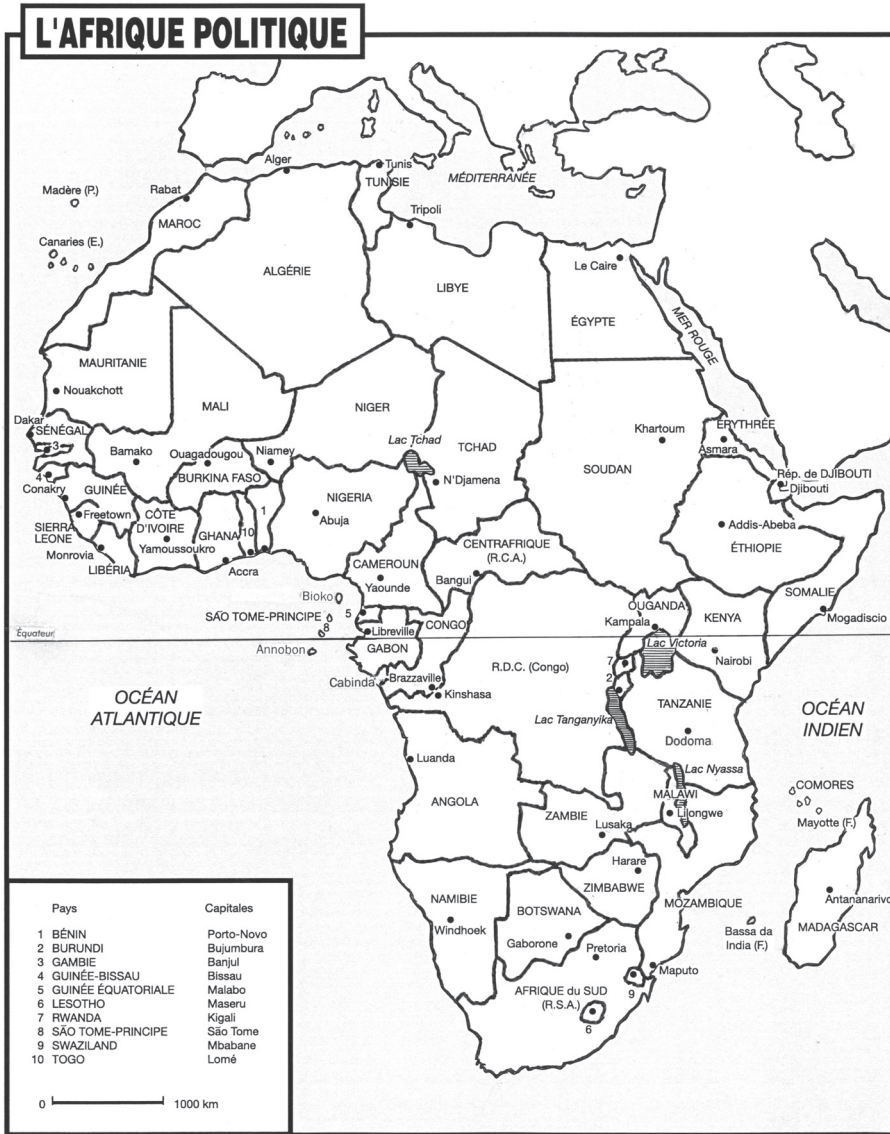 L'AFRIQUE POLITIQUE
Alger
Tunis
TUNISIE
MÉDITERRANÉE
Madère (P.)
Rabat
MAROC
Tripoli
Canaries (E.)
Le Caire
ALGÉRIE
LIBYE
ÉGYPTE
MER ROUGE
MAURITANIE
Nouakchott
MALI
NIGER
TCHAD
Khartoum
ÉRYTHRÉE
Asmara
Dakar
SÉNÉGAL
3
Bamako
Ouagadougou
Niamey
Lac Tchad
SOUDAN
Rép. de DJIBOUTI
Djibouti
4
Conakry
GUINÉE
BURKINA FASO
NIGERIA
N'Djamena
Freetown
CÔTE
D'IVOIRE
GHANA
1
10
Abuja
Addis-Abeba
SIERRA
LEONE
Yamoussoukro
ÉTHIOPIE
Monrovia
LIBÉRIA
Accra
CAMEROUN
Yaounde
CENTRAFRIQUE
(R.C.A.)
Bangui
Bioko
SOMALIE
OUGANDA
KENYA
SÃO TOME-PRINCIPE
5
8
CONGO
Kampala
Mogadiscio
Équateur
Libreville
Lac Victoria
Annobon
GABON
Nairobi
R.D.C. (Congo)
7
2
Cabinda
Brazzaville
Kinshasa
OCÉAN
ATLANTIQUE
TANZANIE
OCÉAN
INDIEN
Lac Tanganyika
Dodoma
Luanda
Lac Nyassa
COMORES
MALAWI
ANGOLA
ZAMBIE
Lilongwe
Mayotte (F.)
Lusaka
Harare
ZIMBABWE
NAMIBIE
MOZAMBIQUE
Antananarivo
BOTSWANA
Windhoek
Bassa da
India (F.)
MADAGASCAR
Gaborone
Pretoria
Maputo
AFRIQUE du SUD
(R.S.A.)
9
6
Pays Capitales
1 BÉNIN Porto-Novo
2 BURUNDI Bujumbura
3 GAMBIE Banjul
4 GUINÉE-BISSAU Bissau
5 GUINÉE ÉQUATORIALE Malabo
6 LESOTHO Maseru
7 RWANDA Kigali
8 SÃO TOME-PRINCIPE São Tome
9 SWAZILAND Mbabane
10 TOGO Lomé
0 1000 km